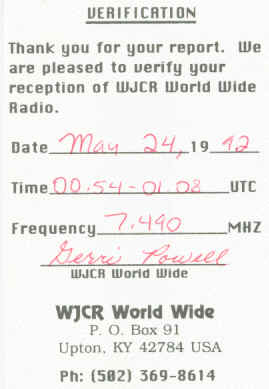 VERIFICATION
Thank you for your report. We
are pleased to verify your
reception of WJCR World Wide
Radio.
Date May 24, 19 92
Time 00:54-01:08 UTC
Frequency 7.490 MHZ
Gerri Powell
WJCR World Wide
WJCR World Wide
P. O. Box 91
Upton, KY 42784 USA
Ph: (502) 369-8614